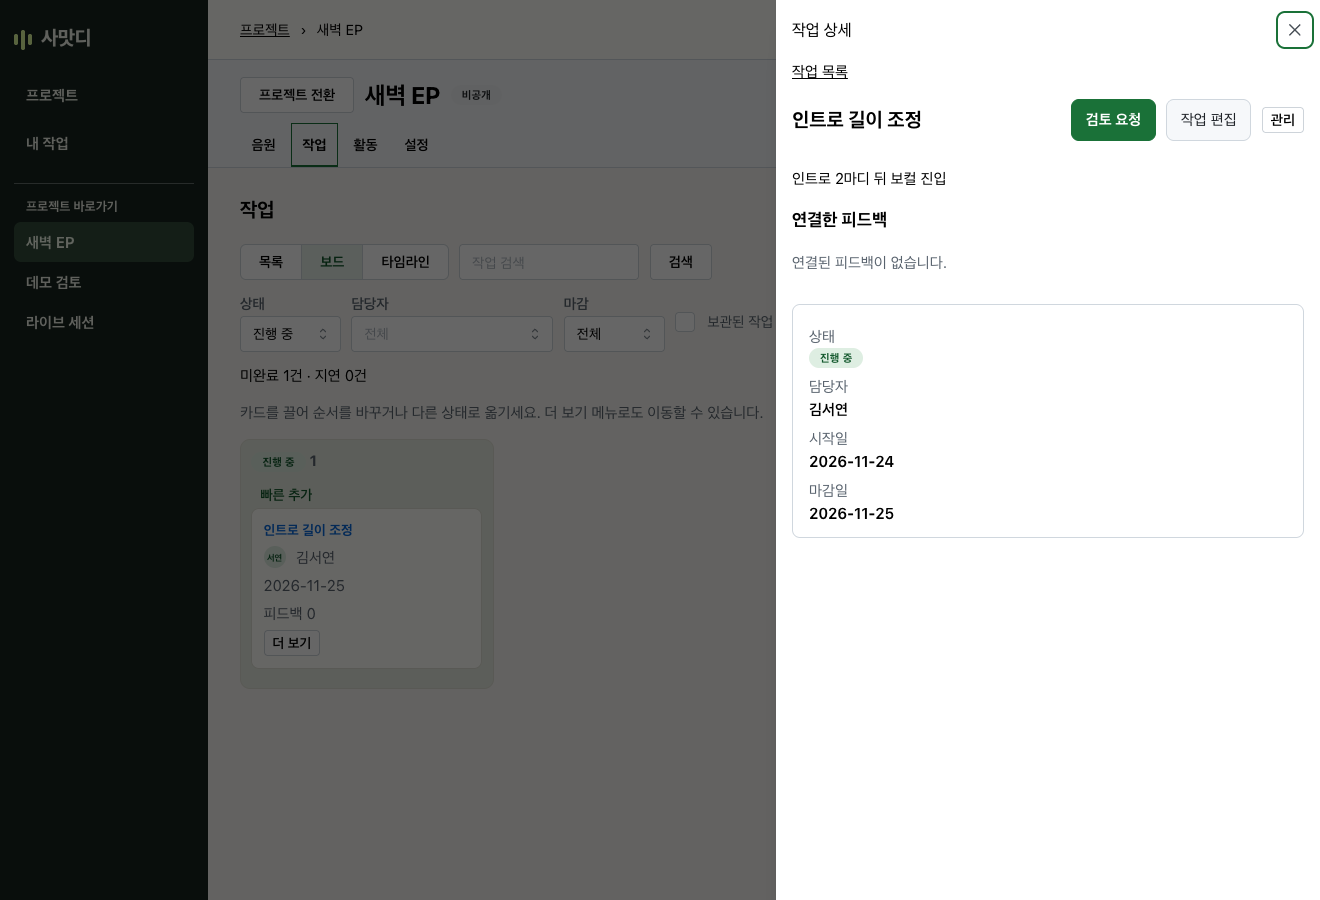 사맛디
프로젝트
내 작업
프로젝트 바로가기
새벽 EP
데모 검토
라이브 세션
프로젝트 › 새벽 EP
프로젝트 전환 새벽 EP 비공개
음원 작업 활동 설정
작업
목록 보드 타임라인 작업 검색 검색
상태 담당자 마감
진행 중 전체 전체 보관된 작업
미완료 1건 · 지연 0건
카드를 끌어 순서를 바꾸거나 다른 상태로 옮기세요. 더 보기 메뉴로도 이동할 수 있습니다.
진행 중 1
빠른 추가
인트로 길이 조정
서연 김서연
2026-11-25
피드백 0
더 보기
작업 상세
작업 목록
인트로 길이 조정 검토 요청 작업 편집 관리
인트로 2마디 뒤 보컬 진입
연결한 피드백
연결된 피드백이 없습니다.
상태
진행 중
담당자
김서연
시작일
2026-11-24
마감일
2026-11-25